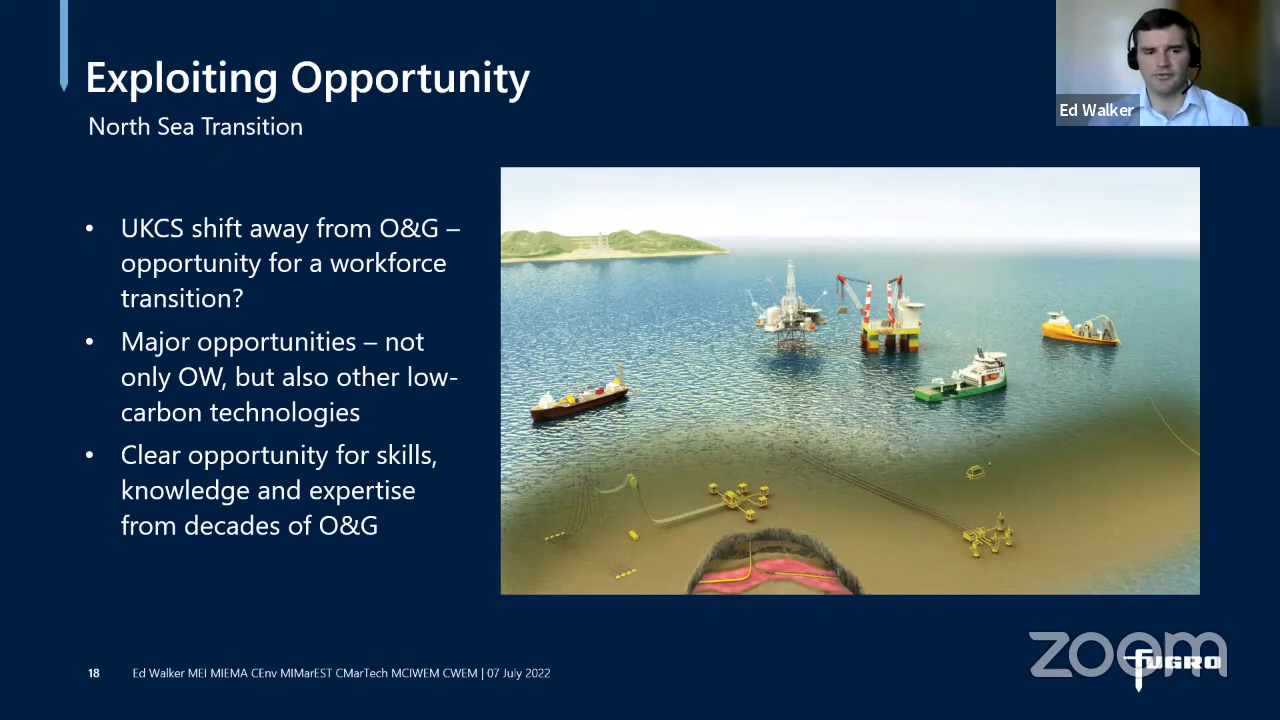 Exploiting Opportunity
North Sea Transition
Ed Walker
• UKCS shift away from O&G –
opportunity for a workforce
transition?
• Major opportunities – not
only OW, but also other low-
carbon technologies
• Clear opportunity for skills,
knowledge and expertise
from decades of O&G
18 Ed Walker MEI MIEMA CEnv MIMarEST CMarTech MCIWEM CWEM | 07 July 2022
zoom
FUGRO